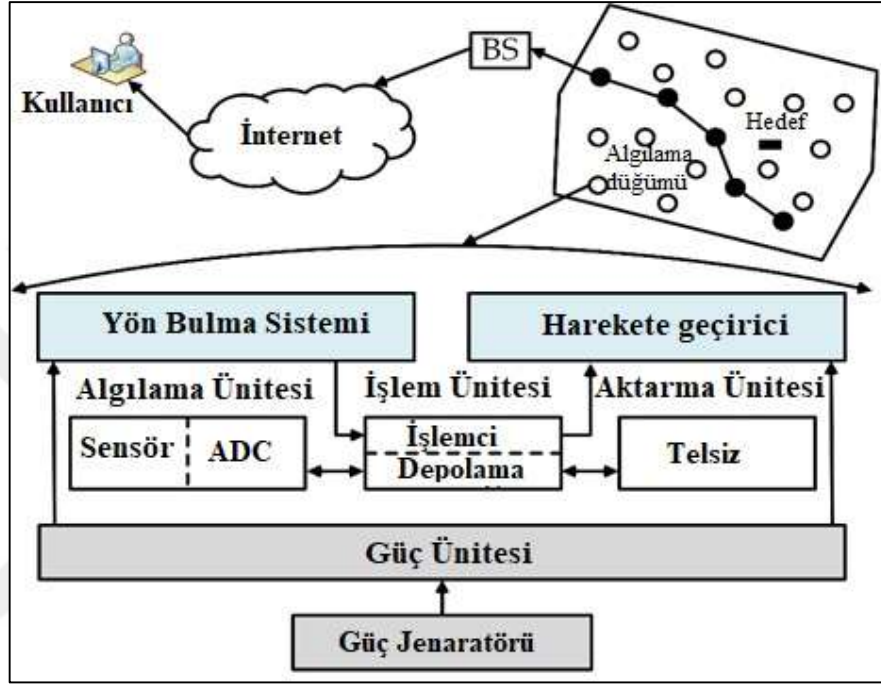 BS
Kullanıcı
İnternet
Hedef
Algılama
düğümü
Yön Bulma Sistemi
Harekete geçirici
Algılama Ünitesi
İşlem Ünitesi
Aktarma Ünitesi
Sensör
ADC
İşlemci
Depolama
Telsiz
Güç Ünitesi
Güç Jenaratörü